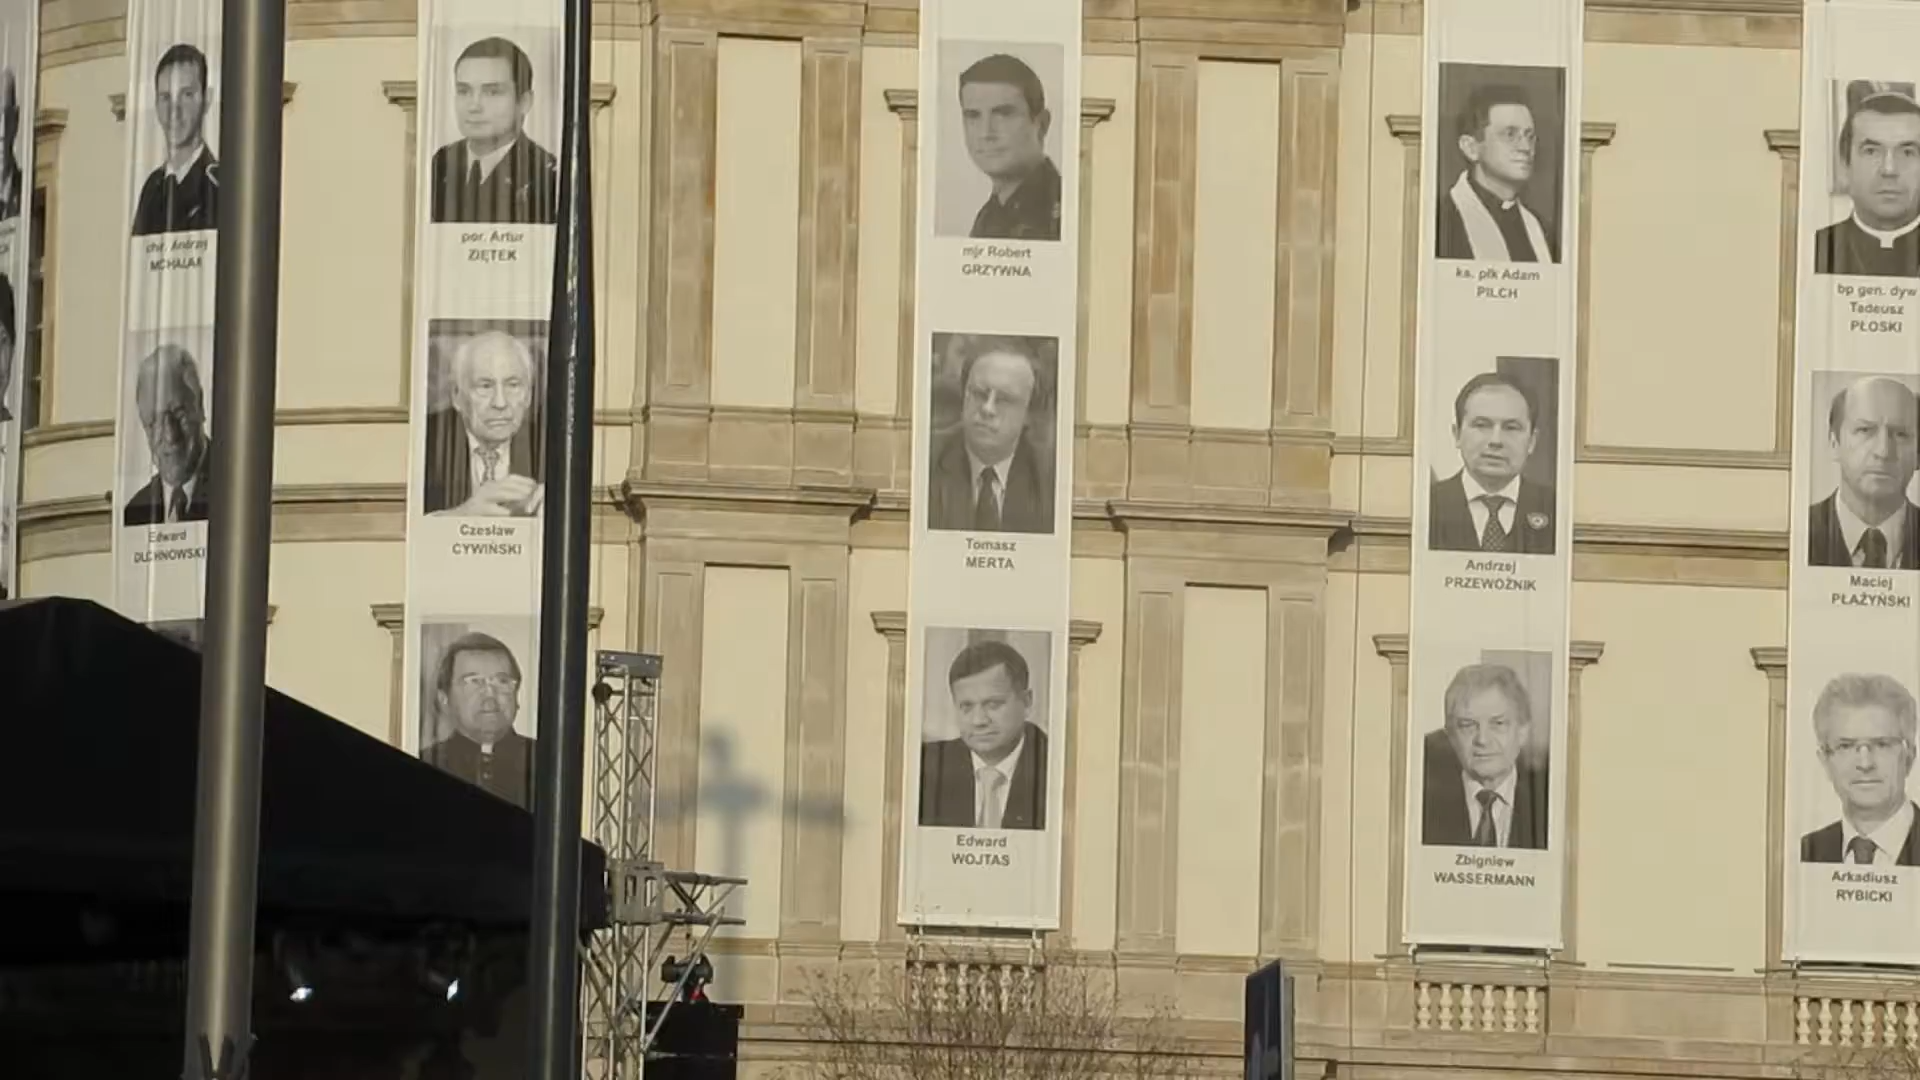 chor. Andrzej
MICHALAK
por. Artur
ZIĘTEK
mjr Robert
GRZYWNA
ks. płk Adam
PILCH
bp gen. dyw
Tadeusz
PŁOSKI
Edward
DUCHNOWSKI
Czesław
CYWIŃSKI
Tomasz
MERTA
Andrzej
PRZEWOŹNIK
Maciej
PŁAŻYŃSKI
Edward
WOJTAS
Zbigniew
WASSERMANN
Arkadiusz
RYBICKI